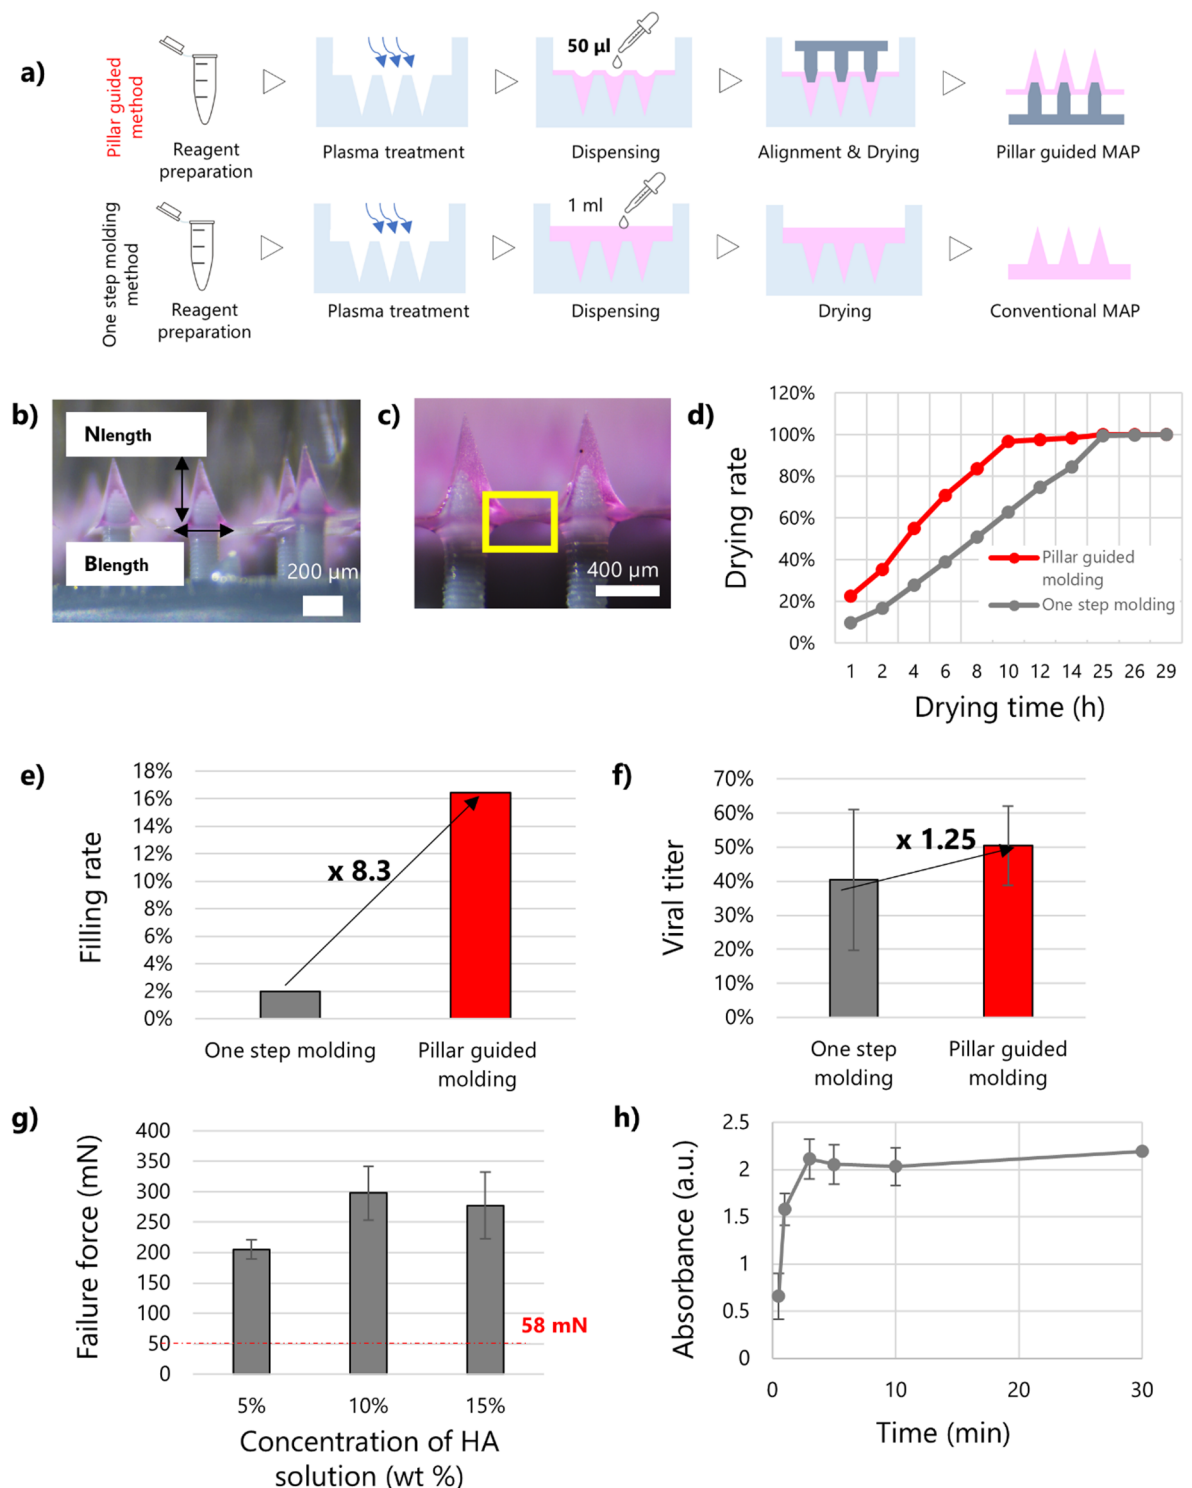 a)
Pillar guided
method
50 µl
Reagent
preparation
Plasma treatment
Dispensing
Alignment & Drying
Pillar guided MAP
One step molding
method
1 ml
Reagent
preparation
Plasma treatment
Dispensing
Drying
Conventional MAP
b)
Nlength
Blength
200 µm
c)
400 µm
d)
Drying rate
120%
100%
80%
60%
40%
20%
0%
Pillar guided
molding
One step molding
1 2 4 6 8 10 12 14 25 26 29
Drying time (h)
e)
Filling rate
18%
16%
14%
12%
10%
8%
6%
4%
2%
0%
x 8.3
One step molding
Pillar guided
molding
f)
Viral titer
70%
60%
50%
40%
30%
20%
10%
0%
x 1.25
One step
molding
Pillar guided
molding
g)
Failure force (mN)
400
350
300
250
200
150
100
50
0
58 mN
5% 10% 15%
Concentration of HA
solution (wt %)
h)
Absorbance (a.u.)
2.5
2
1.5
1
0.5
0
0 10 20 30
Time (min)